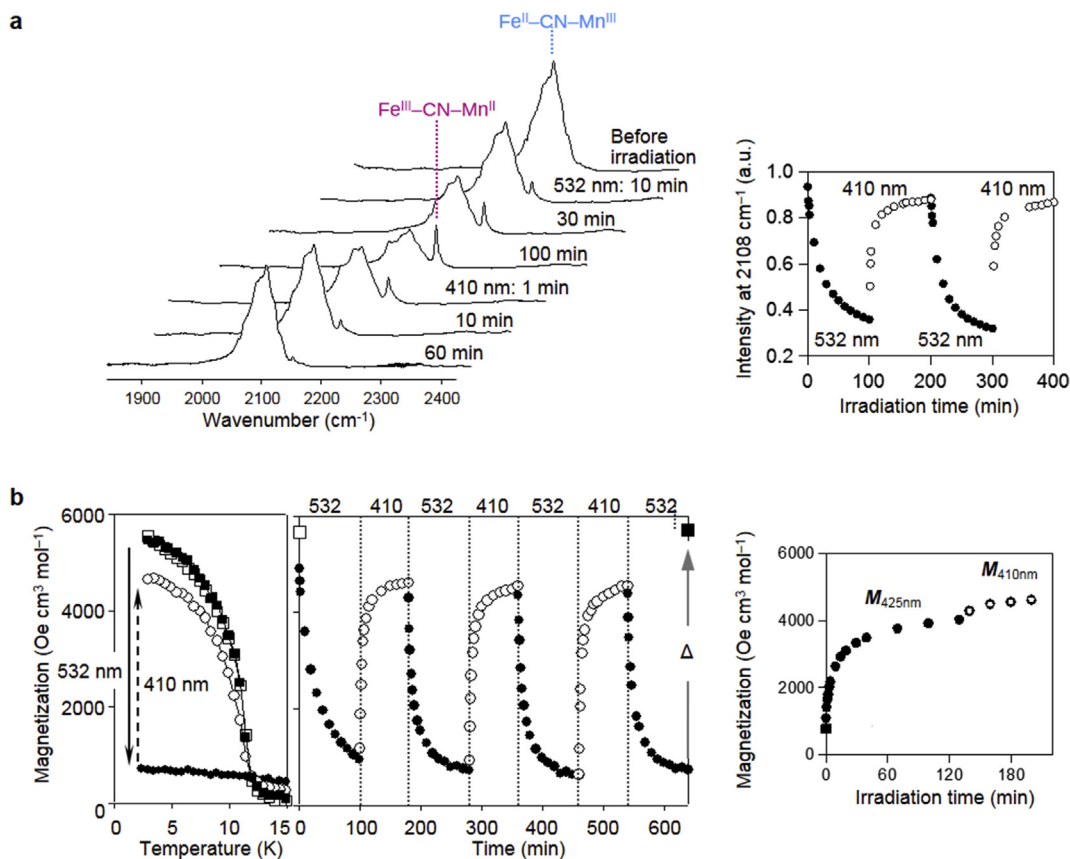 a
Fe^II–CN–Mn^III
Fe^III–CN–Mn^II
Before
irradiation
532 nm: 10 min
30 min
100 min
410 nm: 1 min
10 min
60 min
1900 2000 2100 2200 2300 2400
Wavenumber (cm⁻¹)
Intensity at 2108 cm⁻¹ (a.u.)
1.0
0.8
0.6
0.4
0.2
410 nm 410 nm
532 nm 532 nm
0 100 200 300 400
Irradiation time (min)
b
Magnetization (Oe cm³ mol⁻¹)
6000
4000
2000
0
532 nm
410 nm
0 5 10 15
Temperature (K)
532 410 532 410 532 410 532
Δ
0 100 200 300 400 500 600
Time (min)
Magnetization (Oe cm³ mol⁻¹)
6000
4000
2000
0
M410nm
M425nm
0 60 120 180
Irradiation time (min)